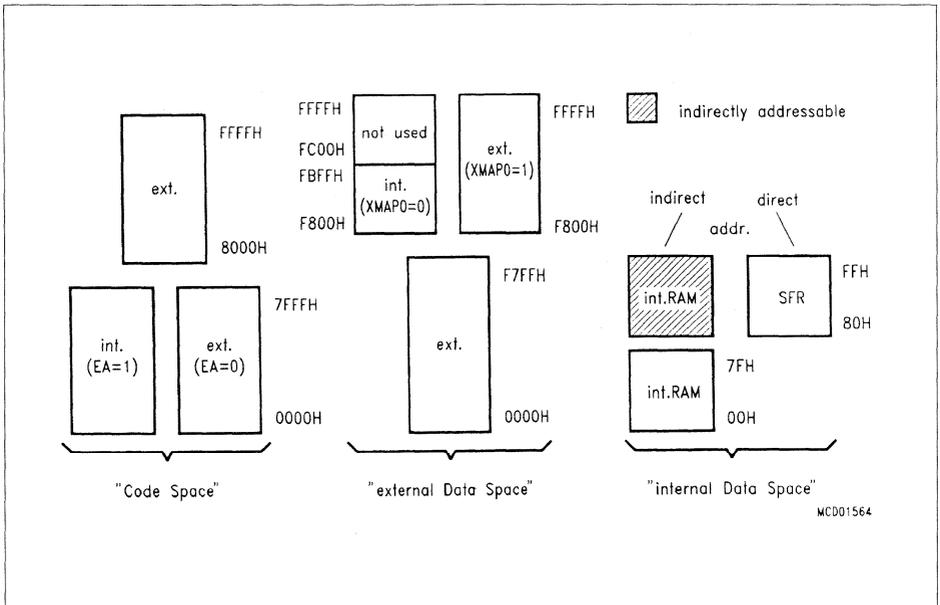 FFFFH
8000H
ext.
7FFFH
0000H
int.
(EA=1)
ext.
(EA=0)
"Code Space"
FFFFH
FC00H
FBFFH
F800H
not used
int.
(XMAP0=0)
ext.
(XMAP0=1)
FFFFH
F800H
F7FFH
ext.
0000H
"external Data Space"
indirectly addressable
indirect
direct
addr.
int.RAM
SFR
FFH
80H
int.RAM
7FH
00H
"internal Data Space"
MCD01564